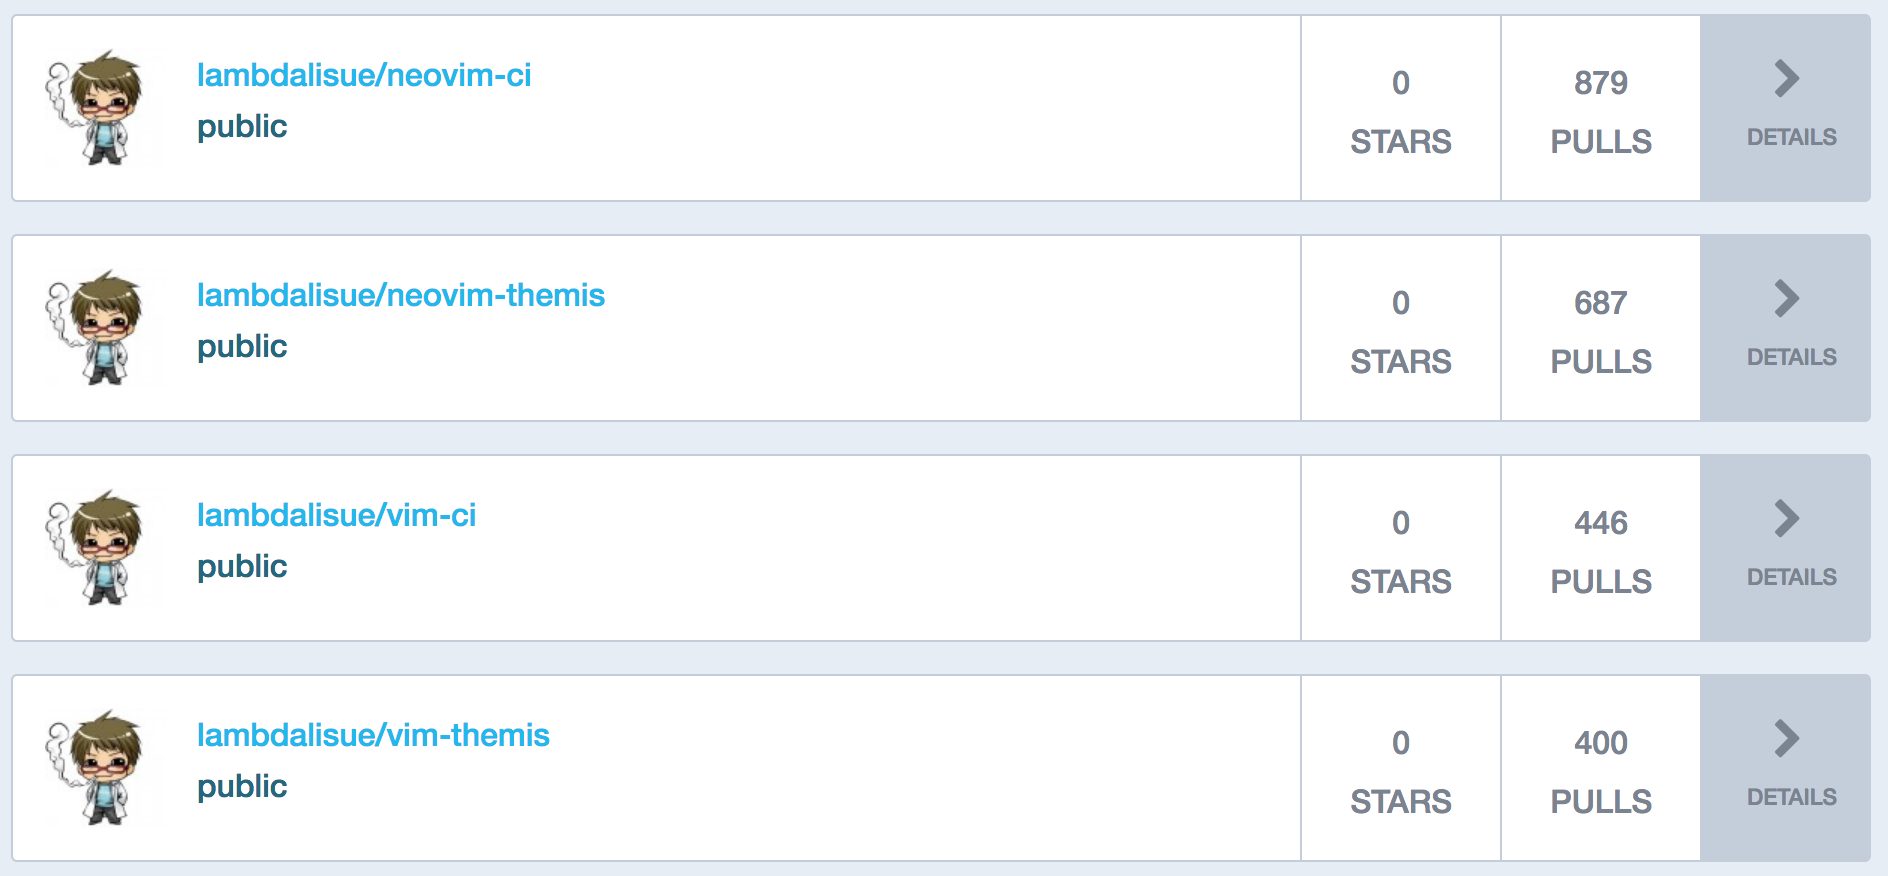 lambdalisue/neovim-ci
public
0
STARS
879
PULLS
DETAILS
lambdalisue/neovim-themis
public
0
STARS
687
PULLS
DETAILS
lambdalisue/vim-ci
public
0
STARS
446
PULLS
DETAILS
lambdalisue/vim-themis
public
0
STARS
400
PULLS
DETAILS